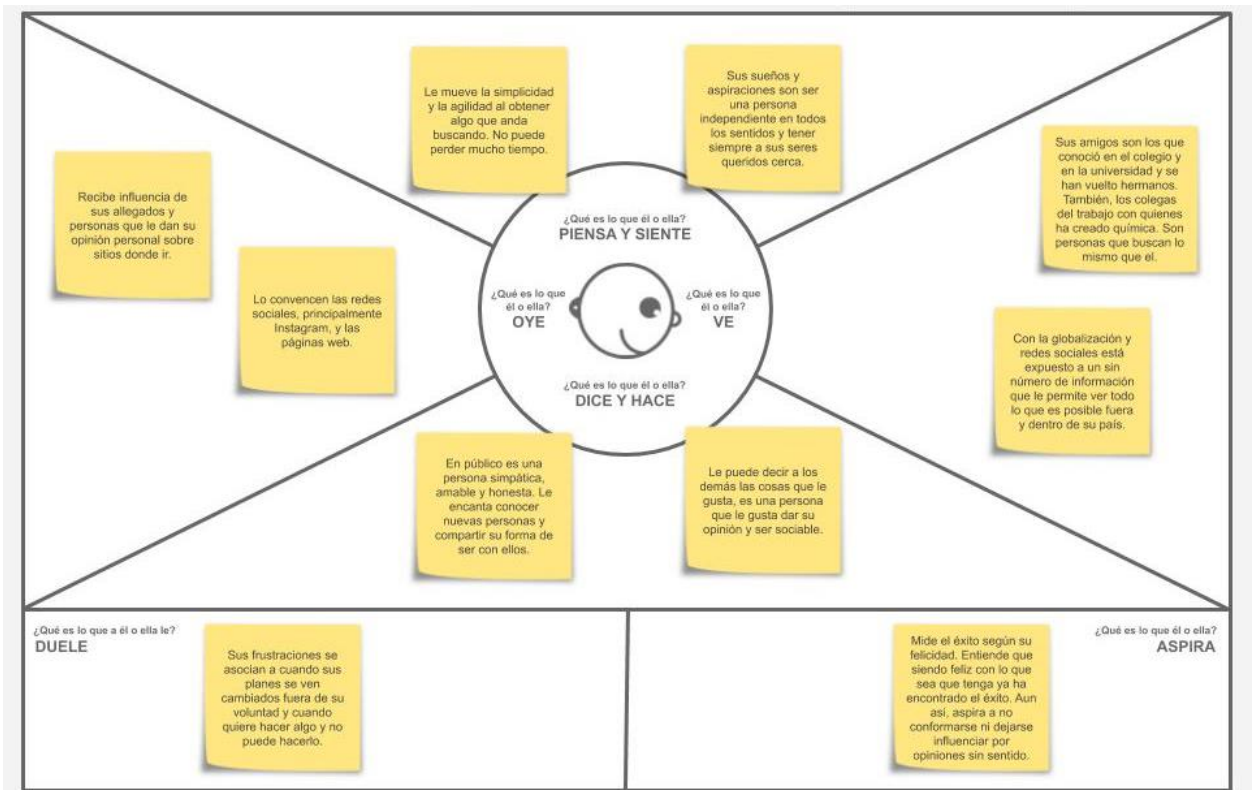 Le mueve la simplicidad
y la agilidad al obtener
algo que anda
buscando. No puede
perder mucho tiempo.
Sus sueños y
aspiraciones son ser
una persona
independiente en todos
los sentidos y tener
siempre a sus seres
queridos cerca.
Recibe influencia de
sus allegados y
personas que le dan su
opinión personal sobre
sitios donde ir.
Lo convencen las redes
sociales, principalmente
Instagram, y las
páginas web.
¿Qué es lo que él o ella?
PIENSA Y SIENTE
¿Qué es lo que
él o ella?
OYE
¿Qué es lo que
él o ella?
VE
¿Qué es lo que él o ella?
DICE Y HACE
Sus amigos son los que
conoció en el colegio y
en la universidad y se
han vuelto hermanos.
También, los colegas
del trabajo con quienes
ha creado química. Son
personas que buscan lo
mismo que el.
Con la globalización y
redes sociales está
expuesto a un sin
número de información
que le permite ver todo
lo que es posible fuera
y dentro de su país.
En público es una
persona simpática,
amable y honesta. Le
encanta conocer
nuevas personas y
compartir su forma de
ser con ellos.
Le puede decir a los
demás las cosas que le
gusta, es una persona
que le gusta dar su
opinión y ser sociable.
¿Qué es lo que a él o ella le?
DUELE
Sus frustraciones se
asocian a cuando sus
planes se ven
cambiados fuera de su
voluntad y cuando
quiere hacer algo y no
puede hacerlo.
Mide el éxito según su
felicidad. Entiende que
siendo feliz con lo que
sea que tenga ya ha
encontrado el éxito. Aun
así, aspira a no
conformarse ni dejarse
influenciar por
opiniones sin sentido.
¿Qué es lo que él o ella?
ASPIRA